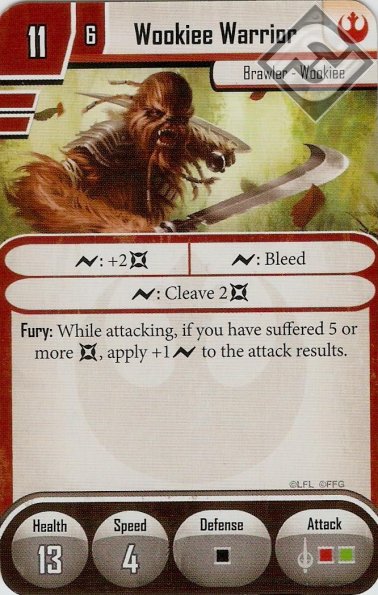 11
6
Wookiee Warrior
Brawler - Wookiee
: +2
: Bleed
: Cleave 2
Fury: While attacking, if you have suffered 5 or
more , apply +1 to the attack results.
©LFL ©FFG
Health
13
Speed
4
Defense
Attack